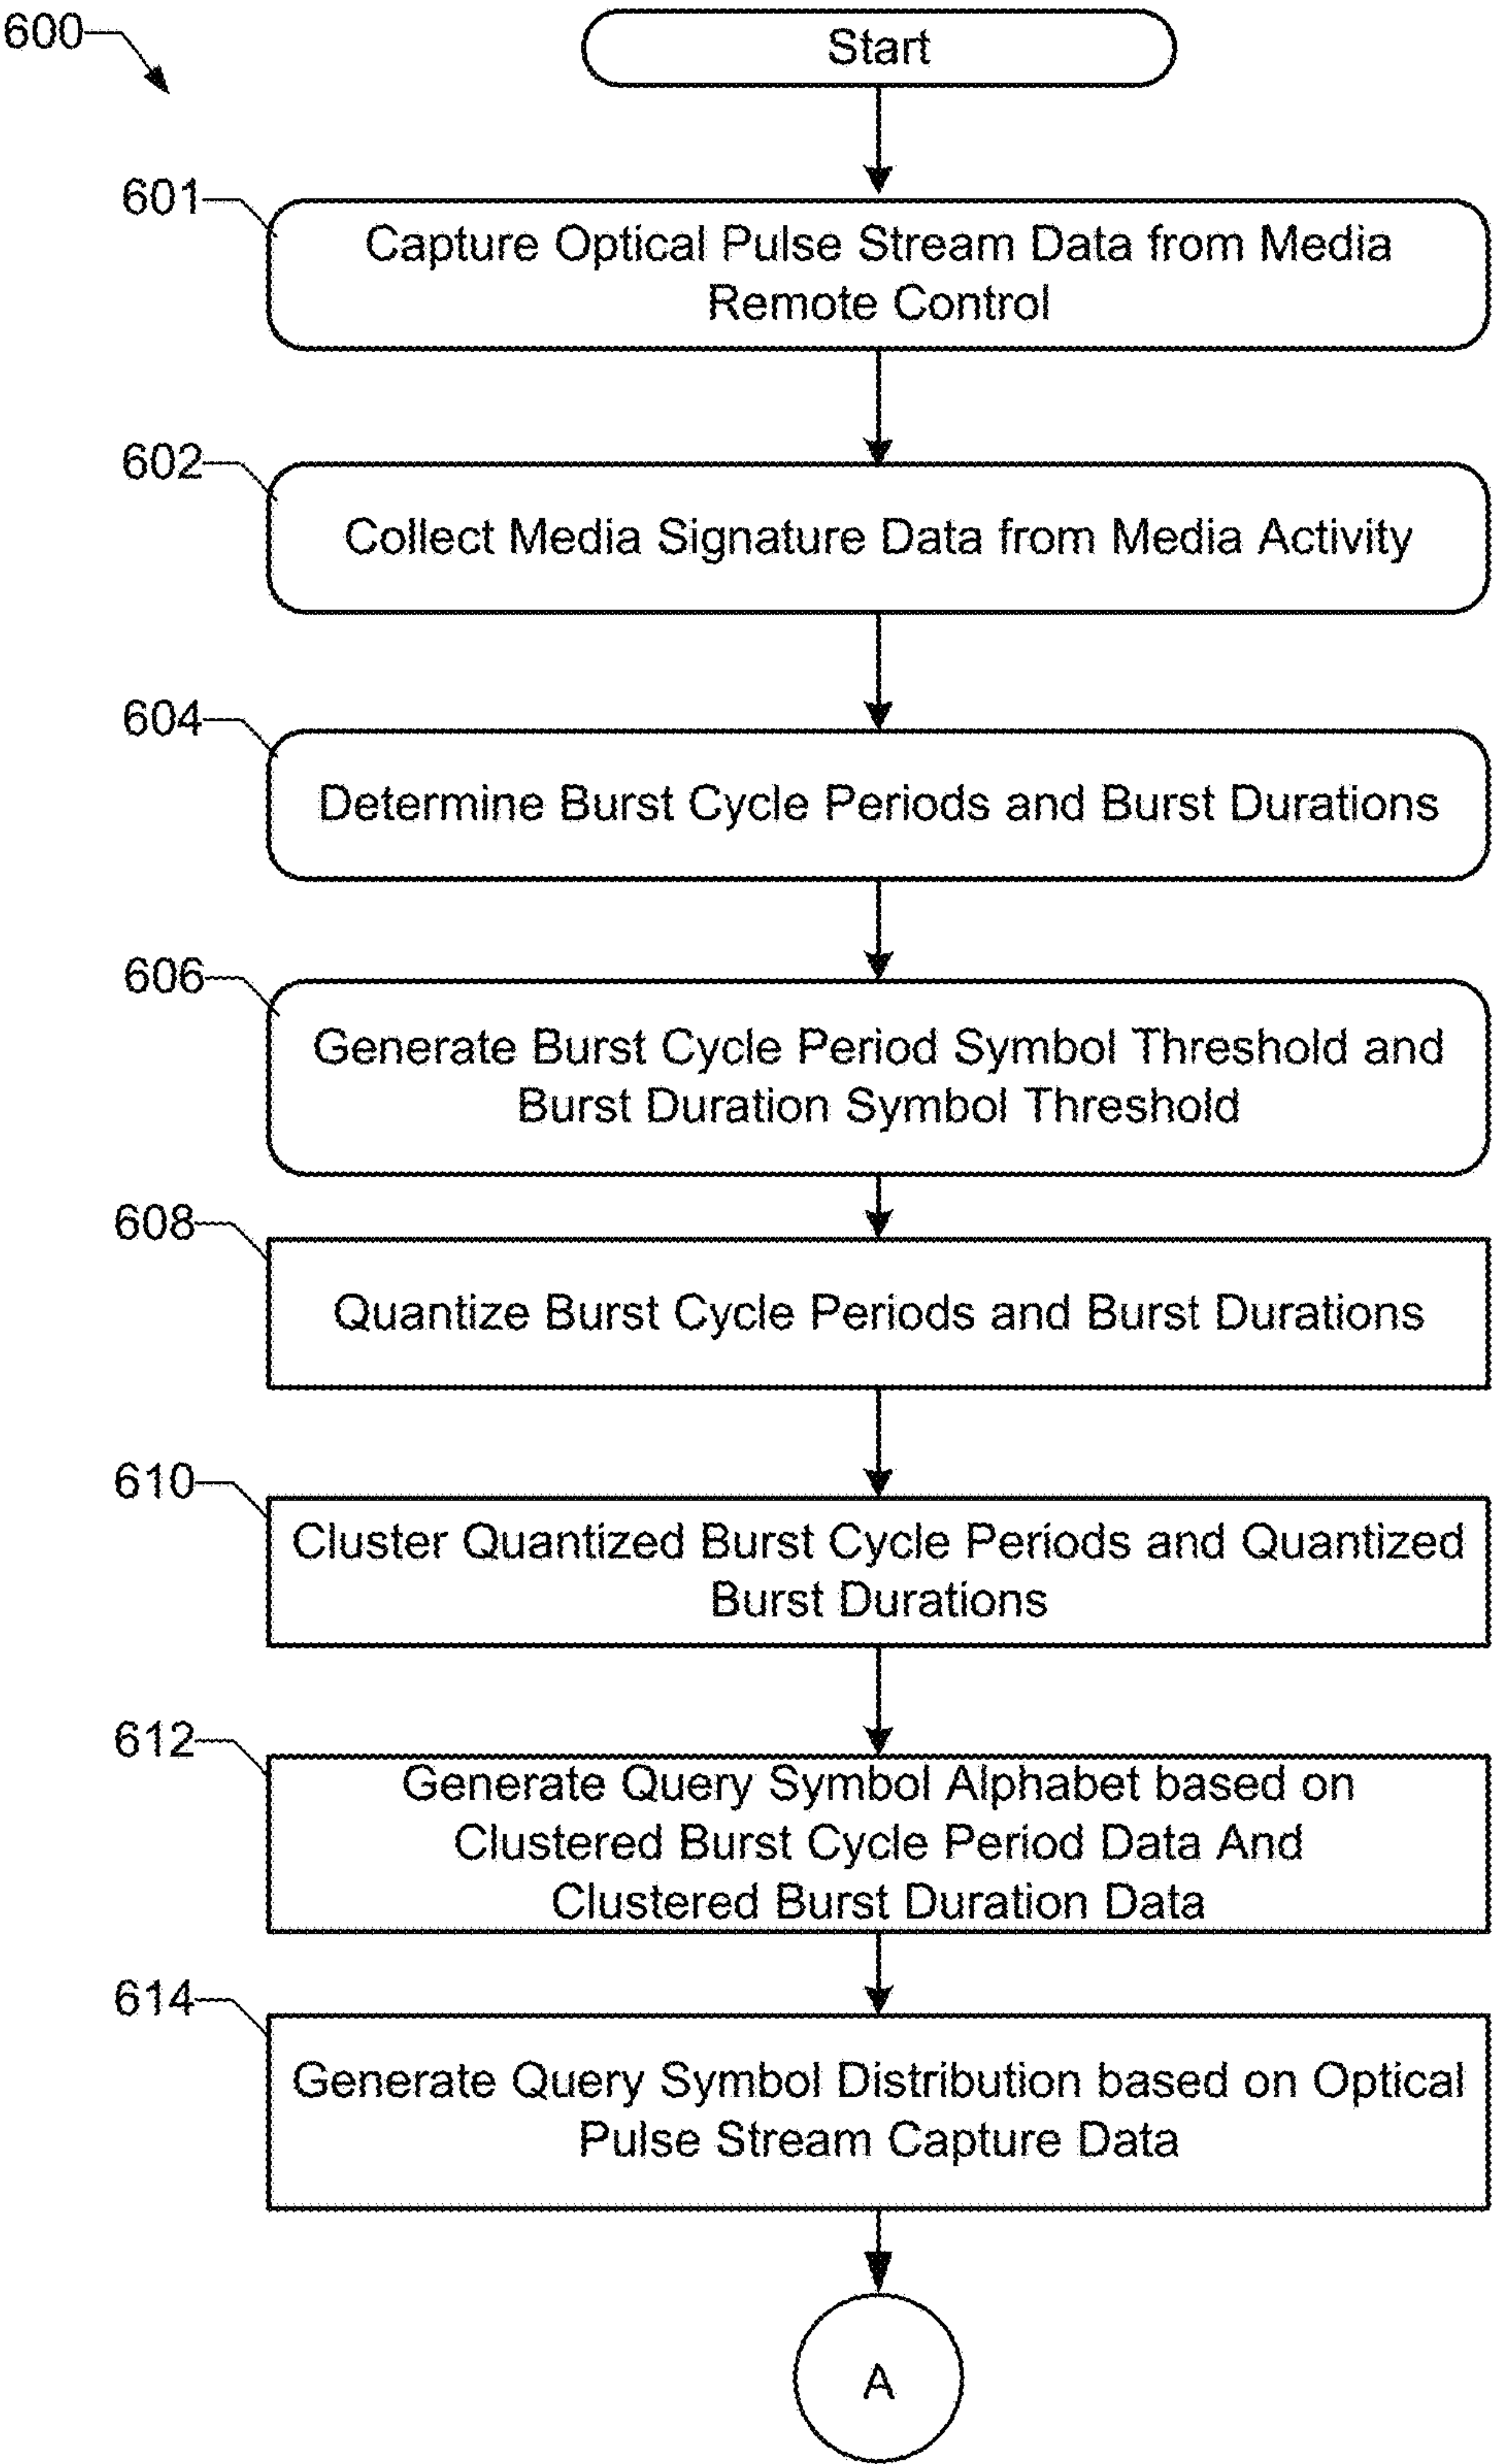 600
Start
601
Capture Optical Pulse Stream Data from Media
Remote Control
602
Collect Media Signature Data from Media Activity
604
Determine Burst Cycle Periods and Burst Durations
606
Generate Burst Cycle Period Symbol Threshold and
Burst Duration Symbol Threshold
608
Quantize Burst Cycle Periods and Burst Durations
610
Cluster Quantized Burst Cycle Periods and Quantized
Burst Durations
612
Generate Query Symbol Alphabet based on
Clustered Burst Cycle Period Data And
Clustered Burst Duration Data
614
Generate Query Symbol Distribution based on Optical
Pulse Stream Capture Data
A